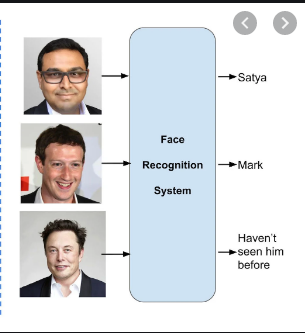 Satya
Face
Recognition
Mark
System
Haven't
seen him
before